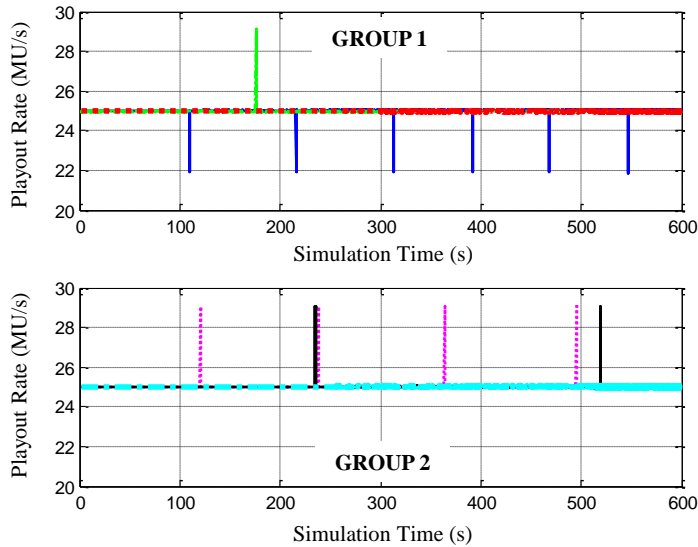 30
GROUP 1
28
26
24
22
20
Playout Rate (MU/s)
0 100 200 300 400 500 600
Simulation Time (s)
30
28
26
24
22
20
Playout Rate (MU/s)
GROUP 2
0 100 200 300 400 500 600
Simulation Time (s)